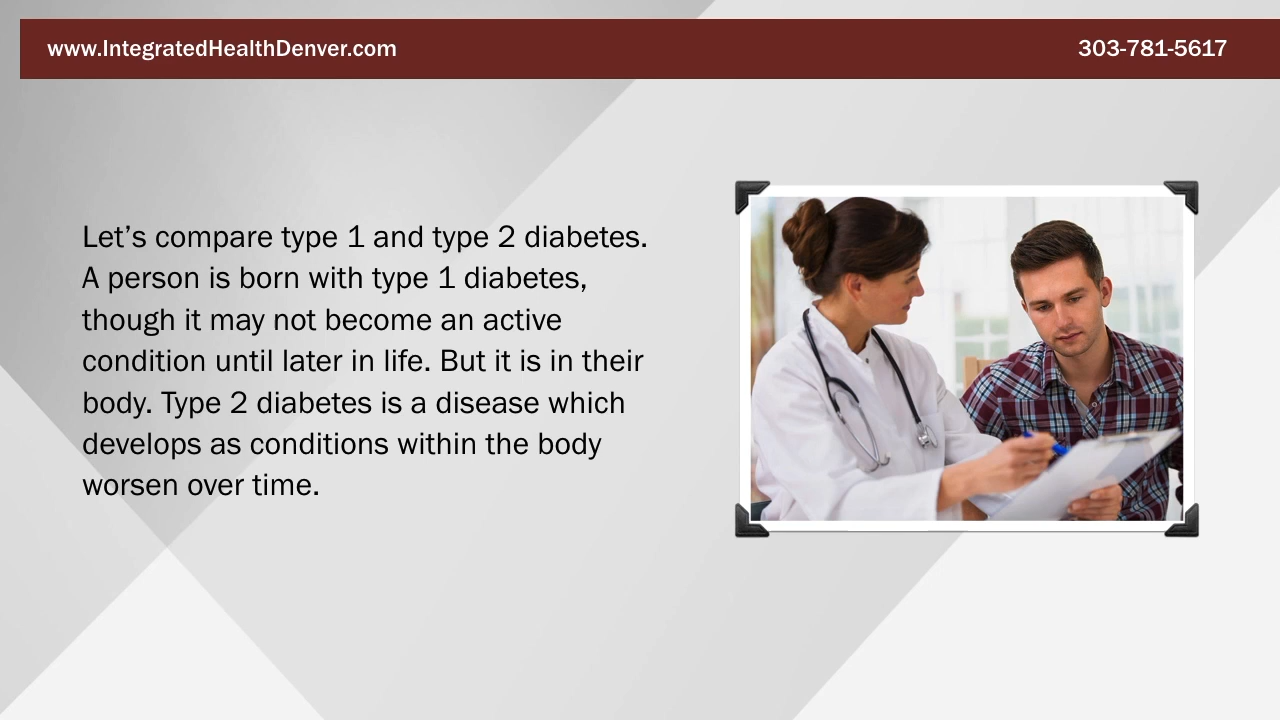 www.IntegratedHealthDenver.com
303-781-5617
Let’s compare type 1 and type 2 diabetes.
A person is born with type 1 diabetes,
though it may not become an active
condition until later in life. But it is in their
body. Type 2 diabetes is a disease which
develops as conditions within the body
worsen over time.